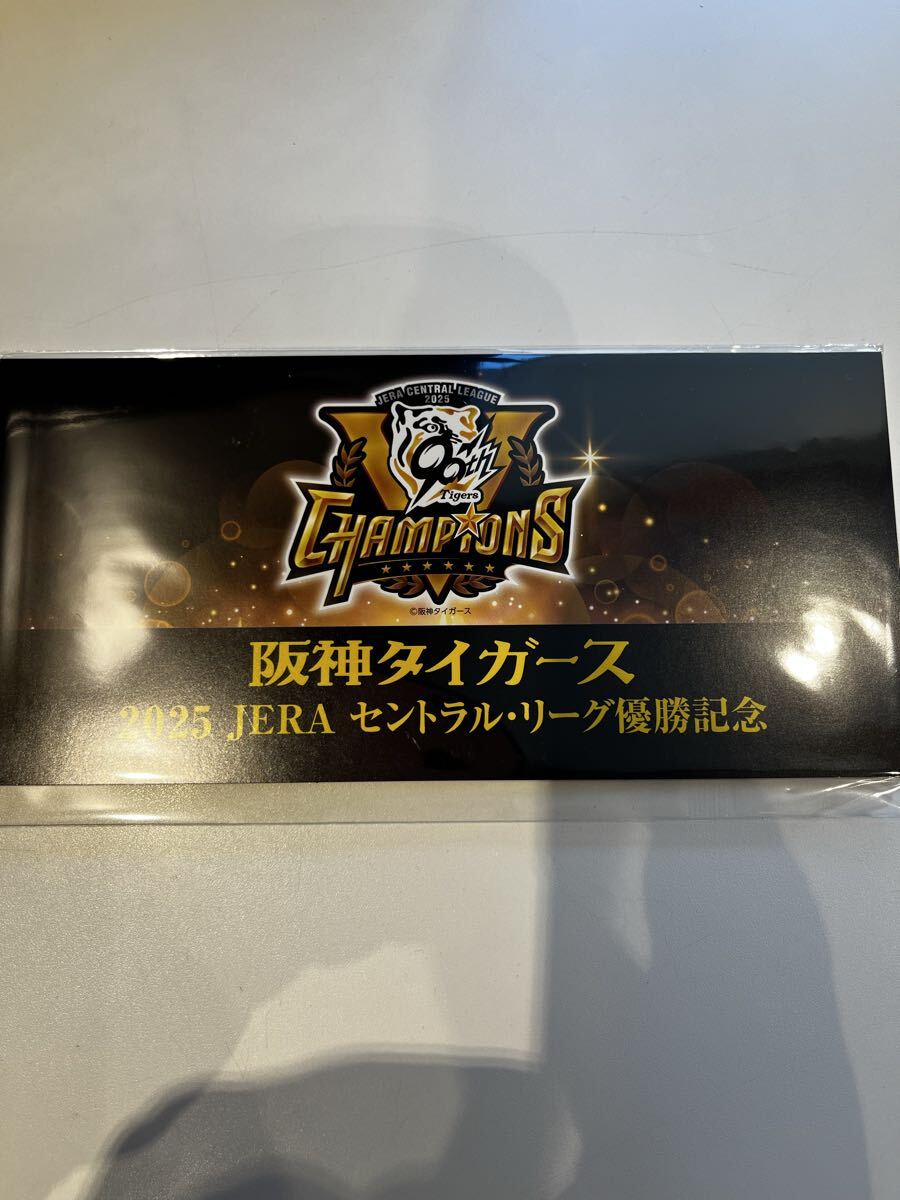 JERA CENTRAL LEAGUE
2025
90th
Tigers
CHAMPIONS
©阪神タイガース
阪神タイガース
2025 JERA セントラル・リーグ優勝記念